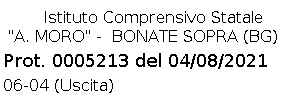 Istituto Comprensivo Statale
"A. MORO" - BONATE SOPRA (BG)
Prot. 0005213 del 04/08/2021
06-04 (Uscita)